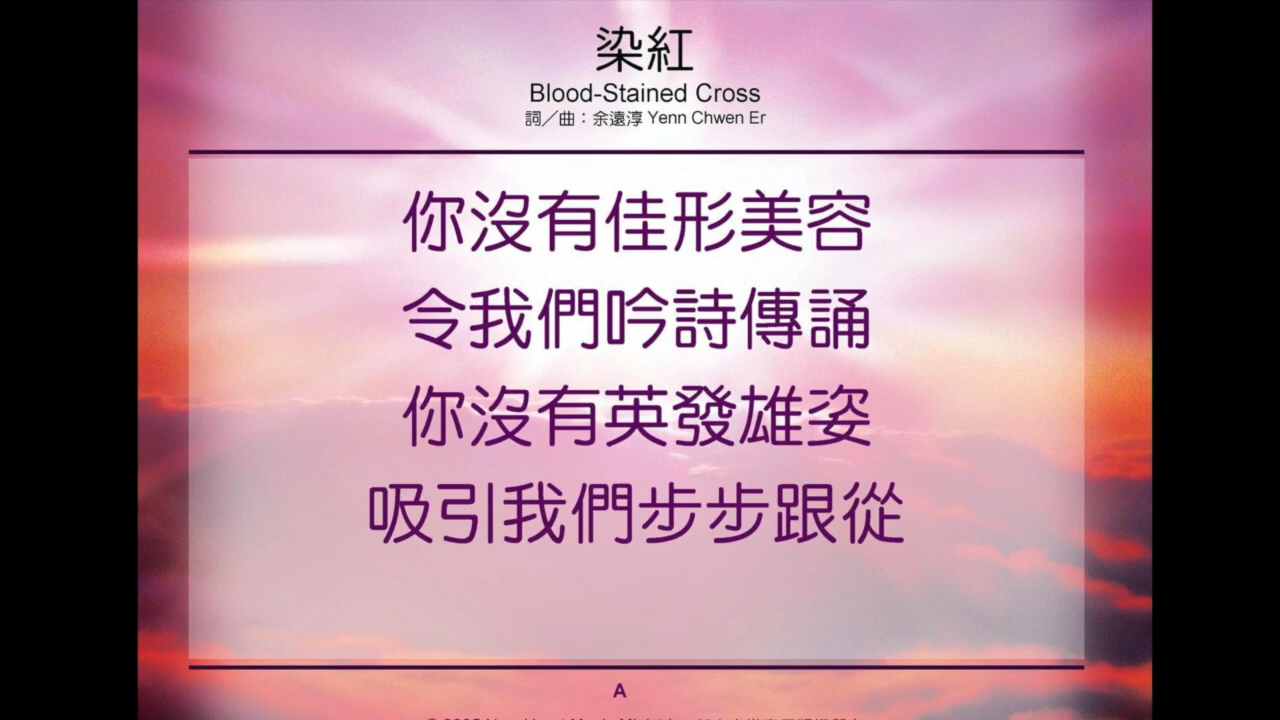 染紅
Blood-Stained Cross
詞／曲：余遠淳 Yenn Chwen Er
你沒有佳形美容
令我們吟詩傳誦
你沒有英發雄姿
吸引我們步步跟從
A